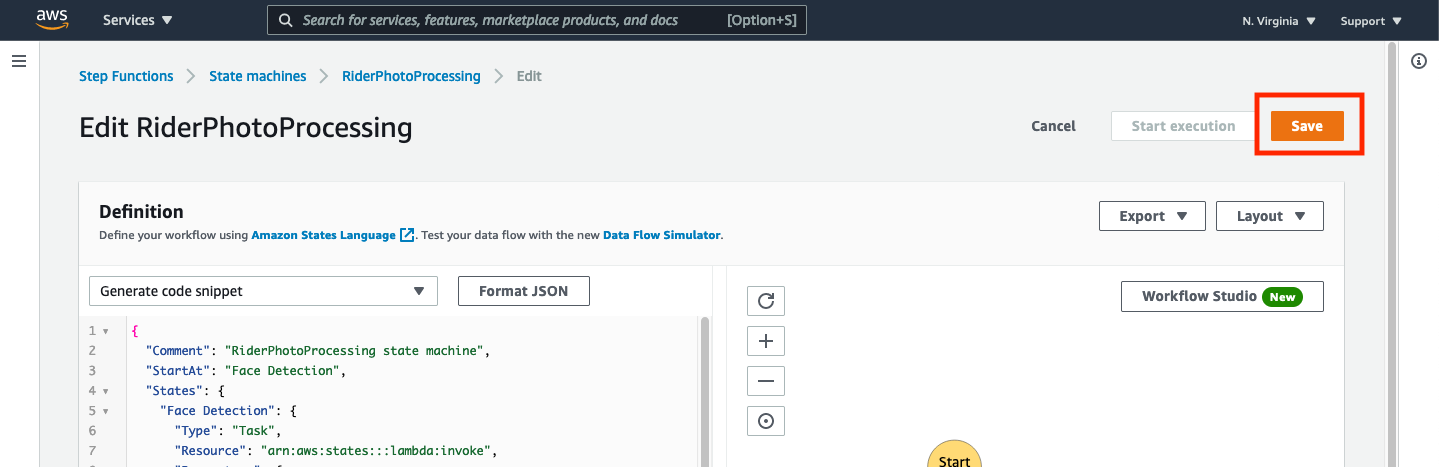 aws Services ▼ Search for services, features, marketplace products, and docs [Option+S] N. Virginia ▼ Support ▼
Step Functions > State machines > RiderPhotoProcessing > Edit
Edit RiderPhotoProcessing Cancel Start execution Save
Definition Export ▼ Layout ▼
Define your workflow using Amazon States Language. Test your data flow with the new Data Flow Simulator.
Generate code snippet ▼ Format JSON Workflow Studio New
1 ▼ {
2 "Comment": "RiderPhotoProcessing state machine",
3 "StartAt": "Face Detection",
4 ▼ "States": {
5 ▼ "Face Detection": {
6 "Type": "Task",
7 "Resource": "arn:aws:states:::lambda:invoke",
Start